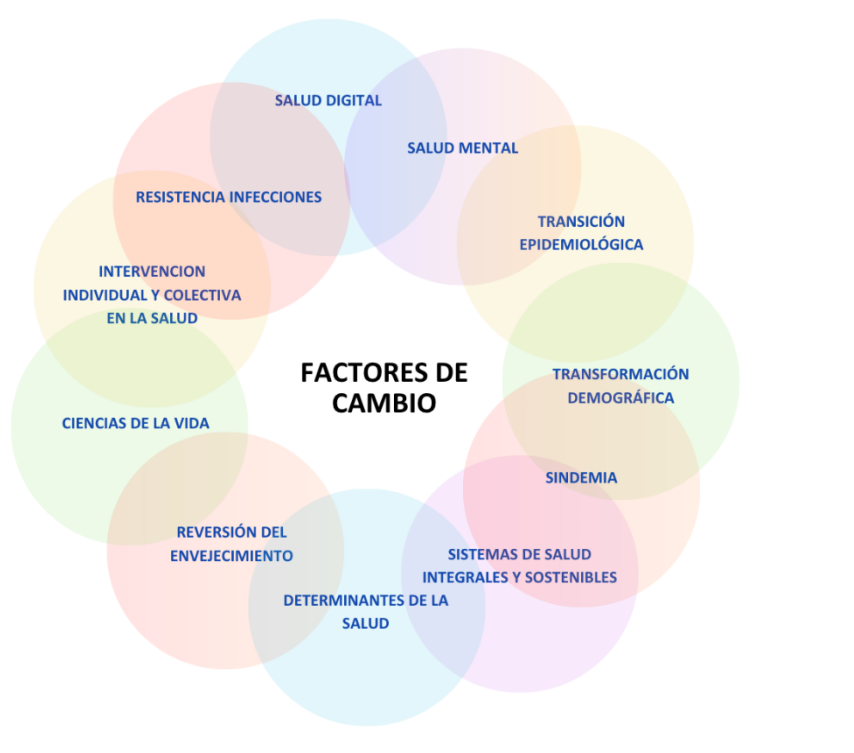 SALUD DIGITAL
SALUD MENTAL
TRANSICIÓN
EPIDEMIOLÓGICA
TRANSFORMACIÓN
DEMOGRÁFICA
SINDEMIA
SISTEMAS DE SALUD
INTEGRALES Y SOSTENIBLES
DETERMINANTES DE LA
SALUD
REVERSIÓN DEL
ENVEJECIMIENTO
CIENCIAS DE LA VIDA
INTERVENCION
INDIVIDUAL Y COLECTIVA
EN LA SALUD
RESISTENCIA INFECCIONES
FACTORES DE
CAMBIO